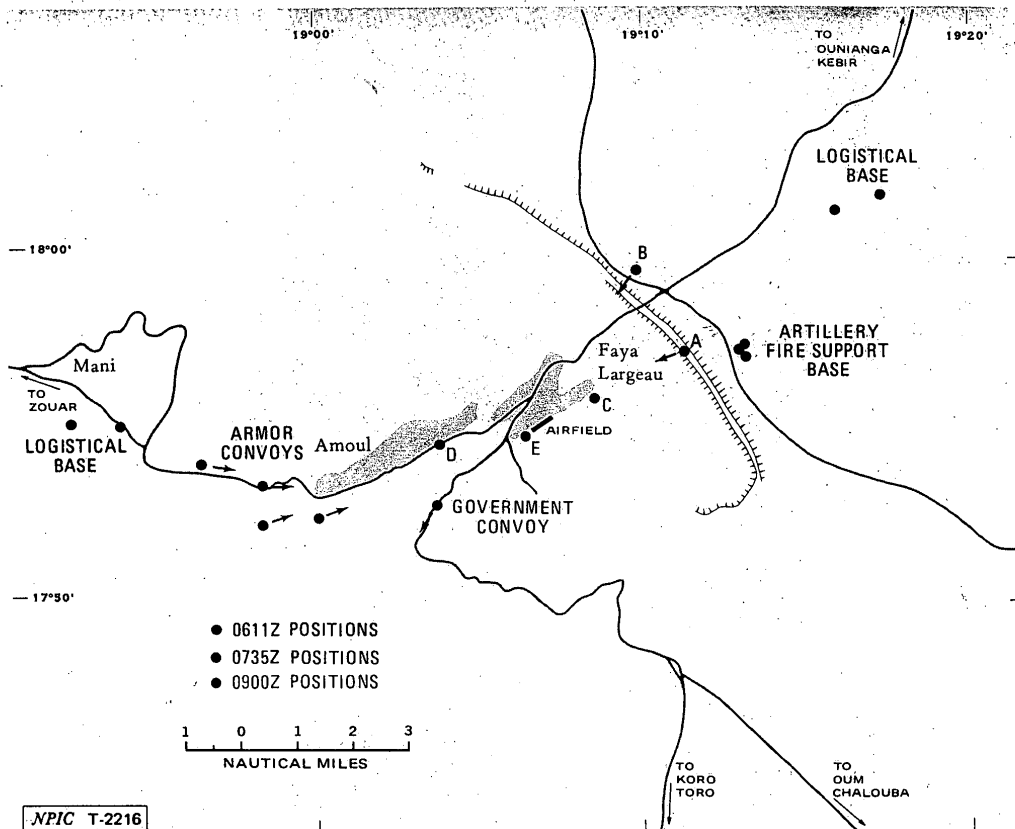 19°00'
19°10'
19°20'
TO
OUNIANGA
KEBIR
LOGISTICAL
BASE
18°00'
B
A
ARTILLERY
FIRE SUPPORT
BASE
Faya
Largeau
Mani
TO
ZOUAR
C
AIRFIELD
E
D
ARMOR
CONVOYS
Amoul
LOGISTICAL
BASE
GOVERNMENT
CONVOY
17°50'
0611Z POSITIONS
0735Z POSITIONS
0900Z POSITIONS
1 0 1 2 3
NAUTICAL MILES
TO
KORO
TORO
TO
OUM
CHALOUBA
NPIC T-2216